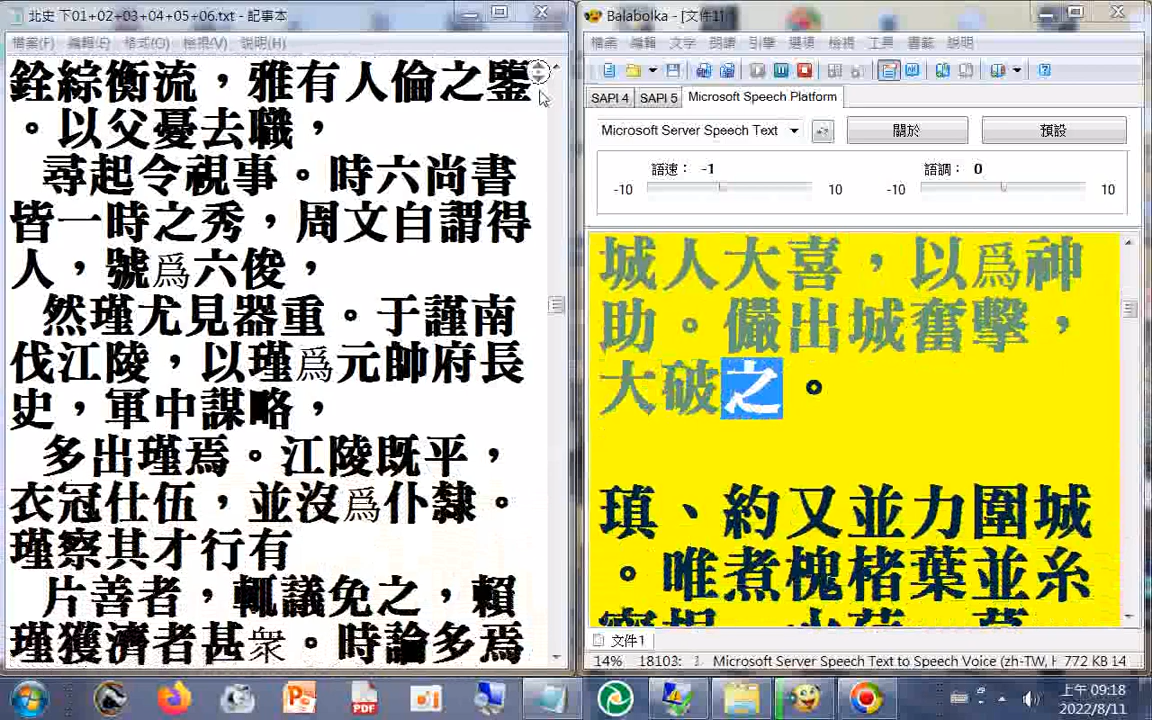 北史 下01+02+03+04+05+06.txt - 記事本
檔案(F) 編輯(E) 格式(O) 檢視(V) 說明(H)
銓綜衡流，雅有人倫之鑒
。以父憂去職，
尋起令視事。時六尚書
皆一時之秀，周文自謂得
人，號爲六俊，
然瑾尤見器重。于謹南
伐江陵，以瑾爲元帥府長
史，軍中謀略，
多出瑾焉。江陵既平，
衣冠仕伍，並沒爲仆隸。
瑾察其才行有
片善者，輒議免之，賴
瑾獲濟者甚衆。時論多焉
Balabolka - [文件1]
檔案 編輯 文字 朗讀 引擎 選項 檢視 工具 書籤 說明
SAPI 4 SAPI 5 Microsoft Speech Platform
Microsoft Server Speech Text 關於 預設
語速： -1 語調： 0
-10 10 -10 10
城人大喜，以爲神
助。儼出城奮擊，
大破之。
瑱、約又並力圍城
。唯煮槐楮葉並糸
文件1
14% 18103: Microsoft Server Speech Text to Speech Voice (zh-TW, H 772 KB 14
上午 09:18
2022/8/11